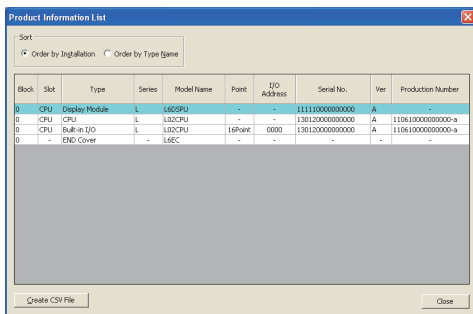 Product Information List
Sort
Order by Installation Order by Type Name
Block Slot Type Series Model Name Point I/O Address Serial No. Ver Production Number
0 CPU Display Module L L6DSPU - - 111110000000000 A -
0 CPU CPU L L02CPU - - 130120000000000 A 110610000000000-a
0 CPU Built-in I/O L L02CPU 16Point 0000 130120000000000 A 110610000000000-a
0 - END Cover - L6EC - - - - -
Create CSV File Close